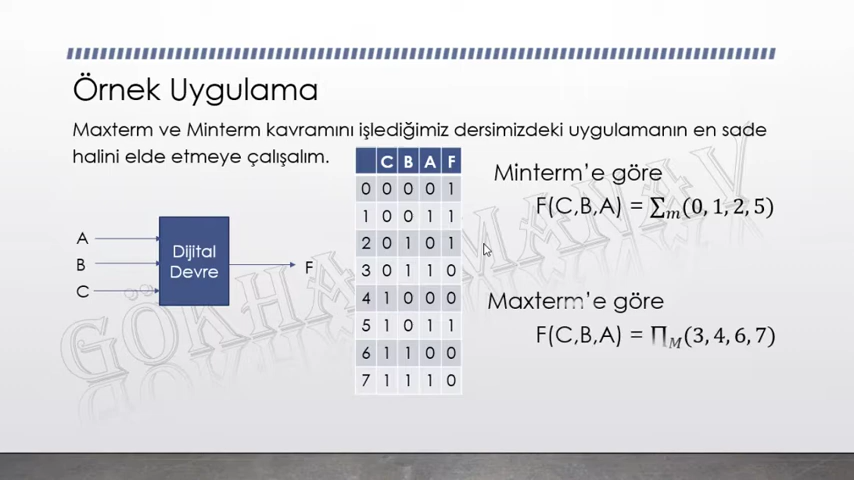 Örnek Uygulama
Maxterm ve Minterm kavramını işlediğimiz dersimizdeki uygulamanın en sade
halini elde etmeye çalışalım.
A
B
C
Dijital
Devre
F
C B A F
0 0 0 0 1
1 0 0 1 1
2 0 1 0 1
3 0 1 1 0
4 1 0 0 0
5 1 0 1 1
6 1 1 0 0
7 1 1 1 0
Minterm'e göre
F(C,B,A) = ∑m(0, 1, 2, 5)
Maxterm'e göre
F(C,B,A) = ∏M(3, 4, 6, 7)
GÖKHAN MANAV